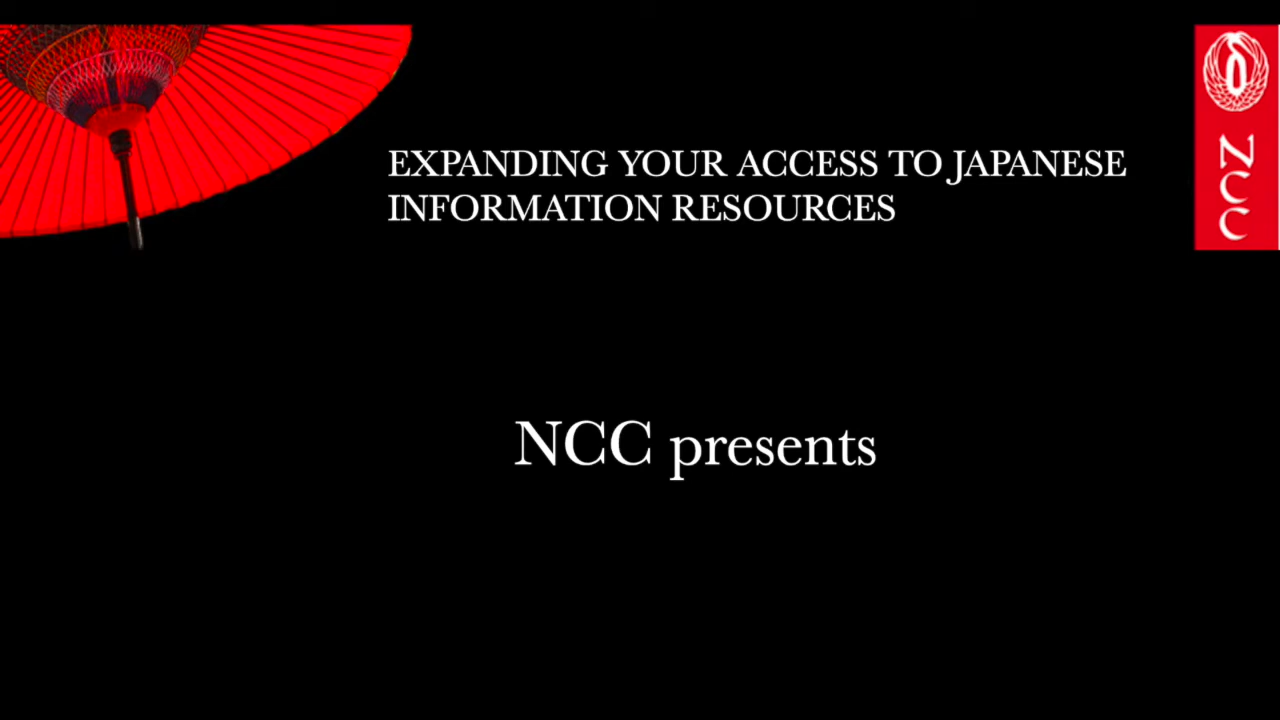 EXPANDING YOUR ACCESS TO JAPANESE
INFORMATION RESOURCES
NCC
NCC presents